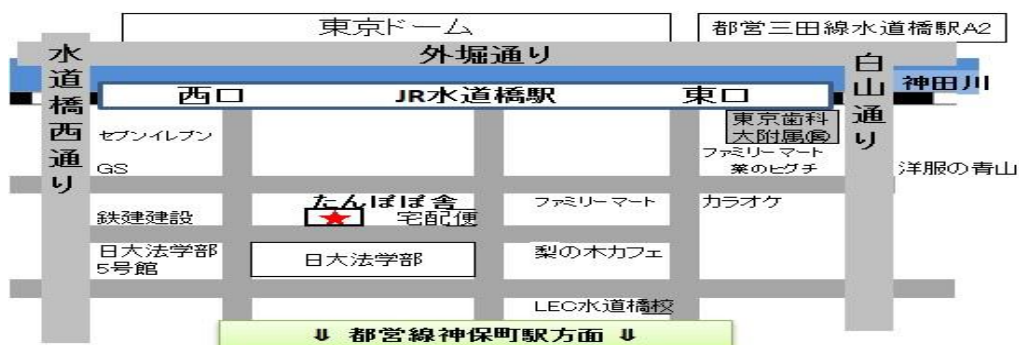 東京ドーム
都営三田線水道橋駅A2
水道橋西通り
外堀通り
白山通り
神田川
西口
JR水道橋駅
東口
東京歯科
大附属㊩
セブンイレブン
ファミリーマート
薬のヒグチ
GS
洋服の青山
たんぽぽ舎
★
宅配便
鉄建建設
ファミリーマート
カラオケ
日大法学部
5号館
日大法学部
梨の木カフェ
LEC水道橋校
⇓ 都営線神保町駅方面 ⇓